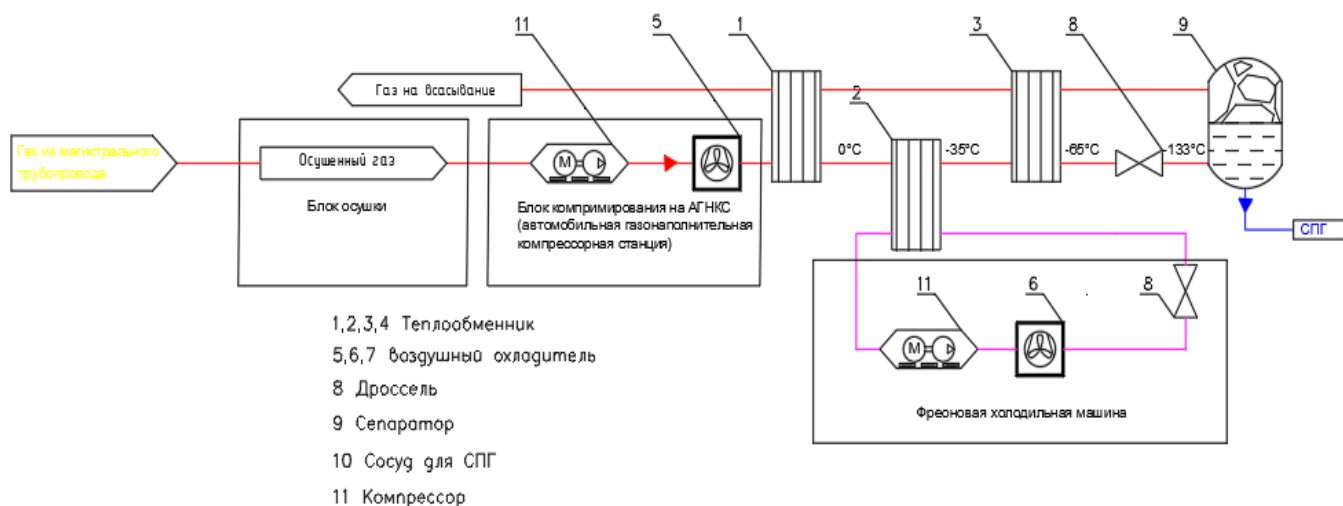 11
5
1
3
8
9
Газ на всасывание
2
Газ из магистрального
трубопровода
Осушенный газ
0°C
-35°C
-65°C
-133°C
M
Блок осушки
Блок компримирования на АГНКС
(автомобильная газонаполнительная
компрессорная станция)
СПГ
11
6
8
M
1,2,3,4 Теплообменник
5,6,7 воздушный охладитель
8 Дроссель
9 Сепаратор
10 Сосуд для СПГ
11 Компрессор
Фреоновая холодильная машина